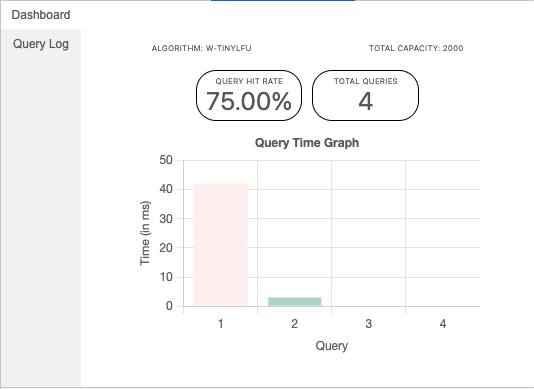 Dashboard
Query Log
ALGORITHM: W-TINYLFU TOTAL CAPACITY: 2000
QUERY HIT RATE TOTAL QUERIES
75.00% 4
Query Time Graph
50
40
30
20
10
0
Time (in ms)
1 2 3 4
Query